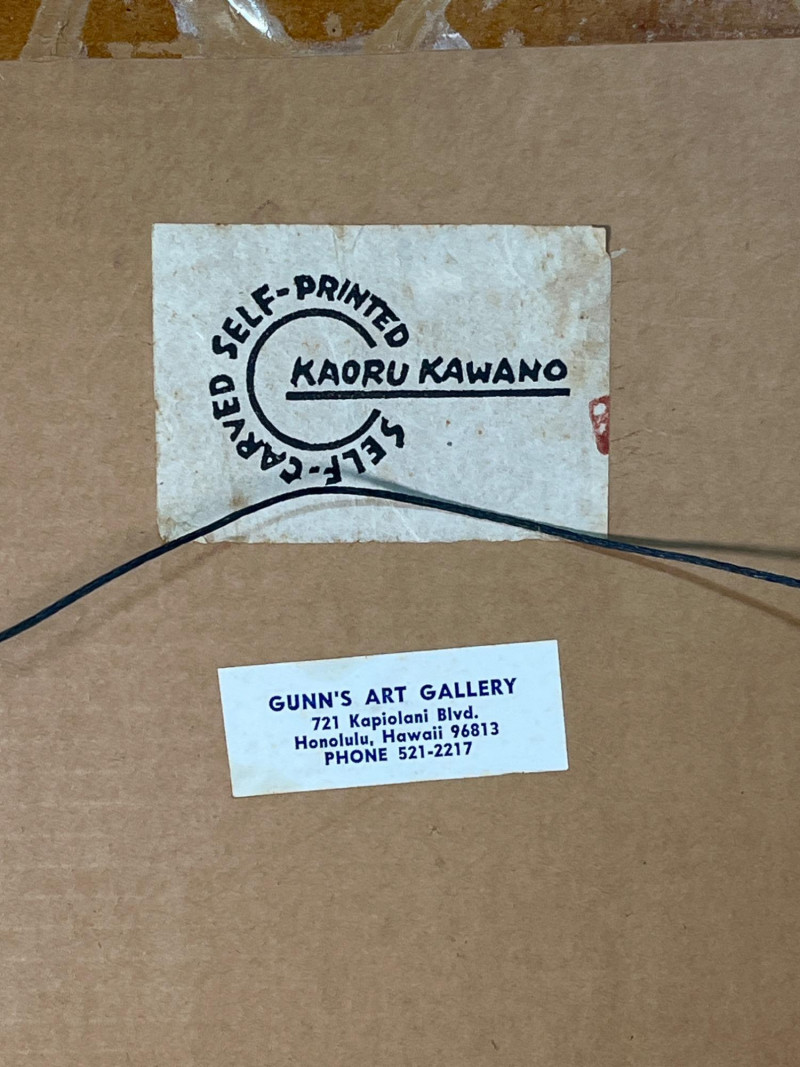 SELF-CARVED SELF-PRINTED
KAORU KAWANO
GUNN'S ART GALLERY
721 Kapiolani Blvd.
Honolulu, Hawaii 96813
PHONE 521-2217